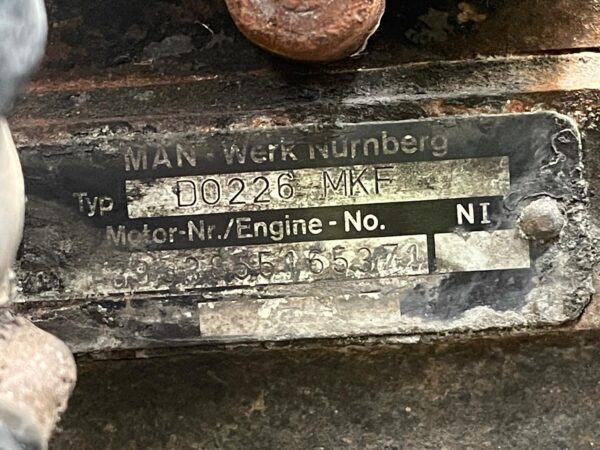 MAN - Werk Nürnberg
Typ D0226 MKF
Motor-Nr./Engine - No. NI